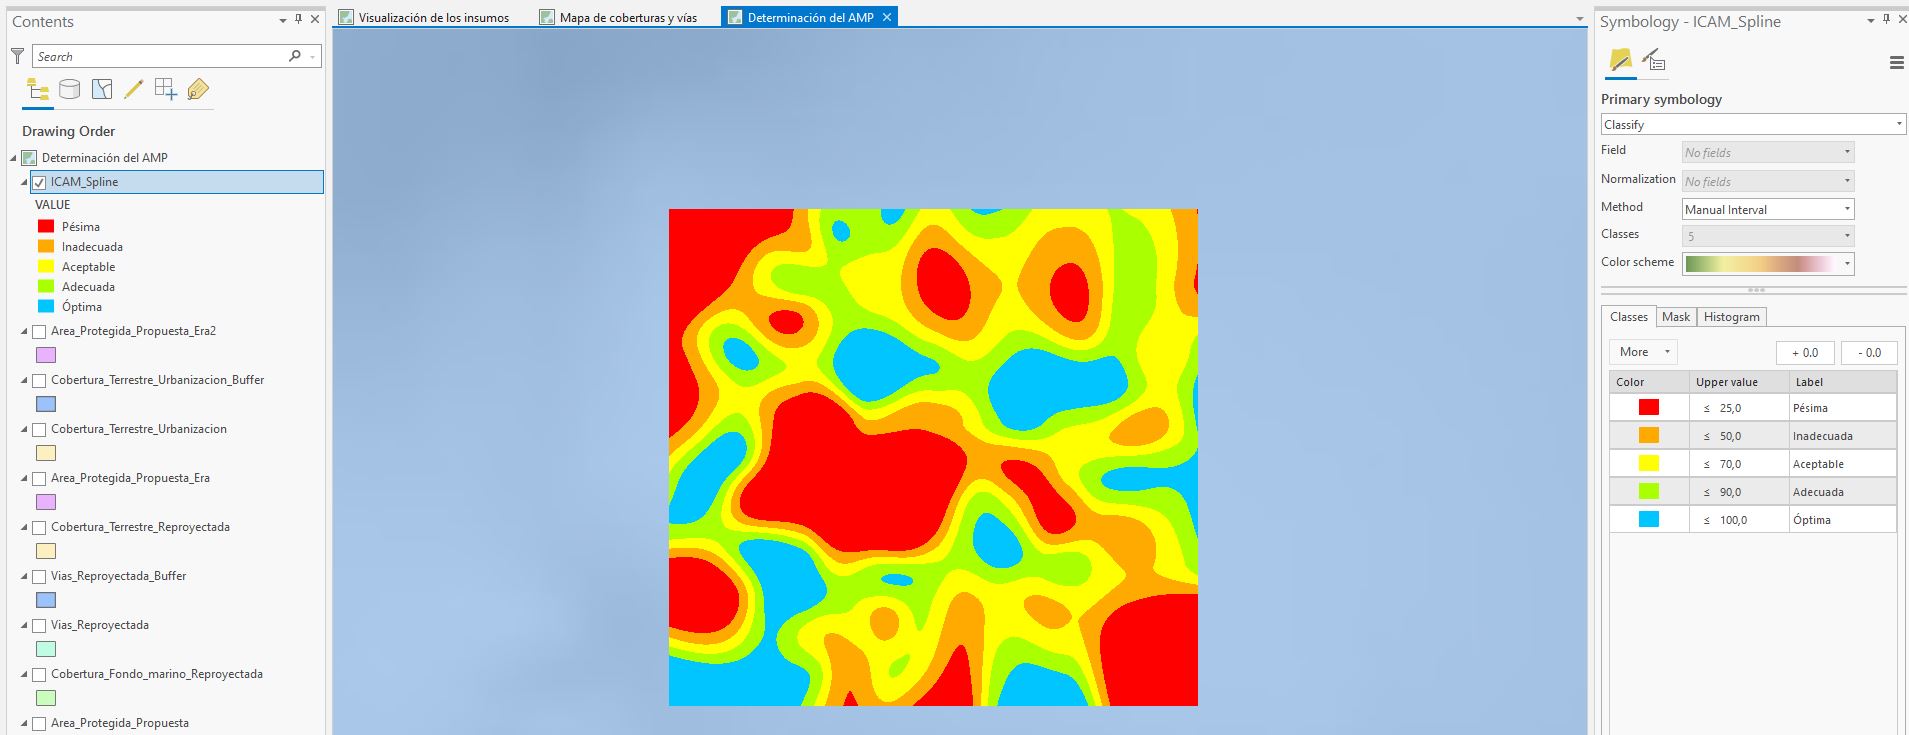 Contents
Search
Drawing Order
Determinación del AMP
ICAM_Spline
VALUE
Pésima
Inadecuada
Aceptable
Adecuada
Óptima
Area_Protegida_Propuesta_Era2
Cobertura_Terrestre_Urbanizacion_Buffer
Cobertura_Terrestre_Urbanizacion
Area_Protegida_Propuesta_Era
Cobertura_Terrestre_Reproyectada
Vias_Reproyectada_Buffer
Vias_Reproyectada
Cobertura_Fondo_marino_Reproyectada
Area_Protegida_Propuesta
Visualización de los insumos
Mapa de coberturas y vías
Determinación del AMP
Symbology - ICAM_Spline
Primary symbology
Classify
Field No fields
Normalization No fields
Method Manual Interval
Classes 5
Color scheme
Classes Mask Histogram
More + 0.0 - 0.0
Color Upper value Label
≤ 25,0 Pésima
≤ 50,0 Inadecuada
≤ 70,0 Aceptable
≤ 90,0 Adecuada
≤ 100,0 Óptima